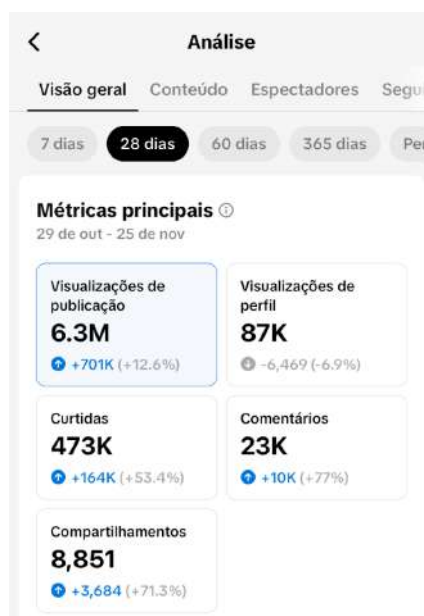 Análise
Visão geral Conteúdo Espectadores Segui
7 dias 28 dias 60 dias 365 dias Per
Métricas principais
29 de out - 25 de nov
Visualizações de publicação
6.3M
+701K (+12.6%)
Visualizações de perfil
87K
-6,469 (-6.9%)
Curtidas
473K
+164K (+53.4%)
Comentários
23K
+10K (+77%)
Compartilhamentos
8,851
+3,684 (+71.3%)